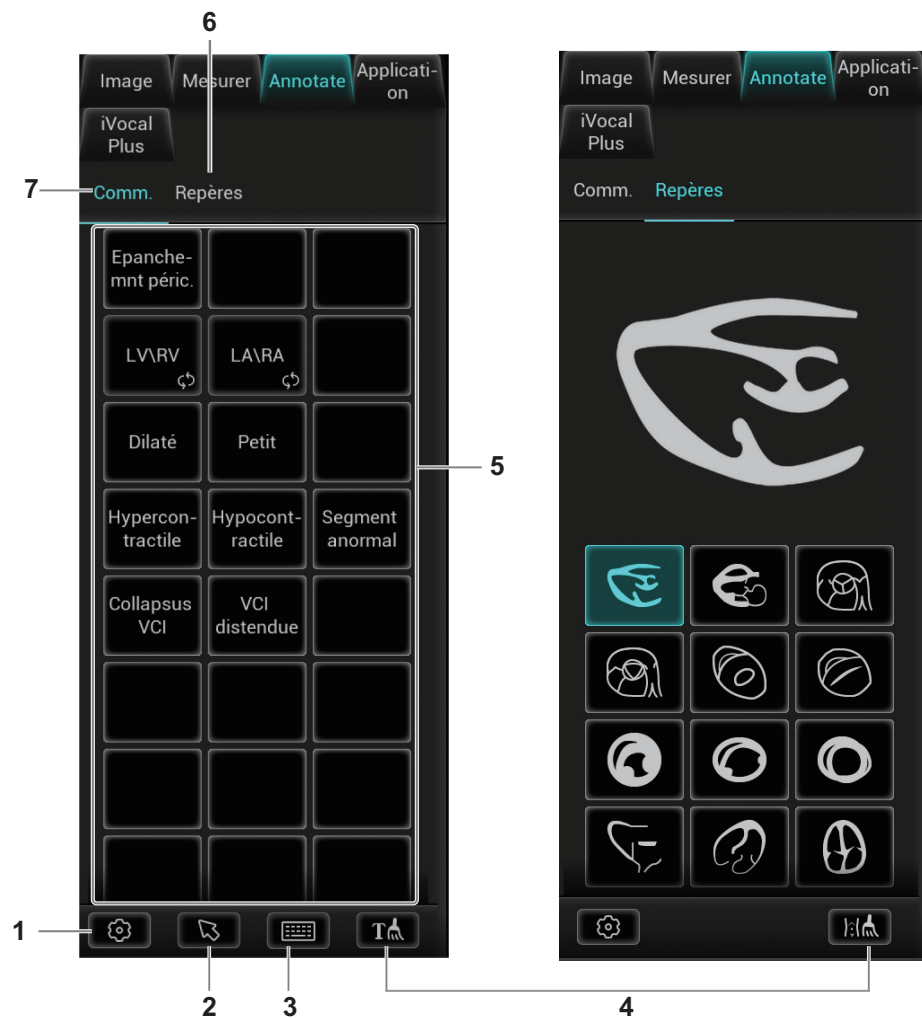 6
Image Mesurer Annotate Applicati-
on
iVocal
Plus
7 Comm. Repères
Epanche-
mnt péric.
LV\RV LA\RA
Dilaté Petit
5
Hypercon-
tractile
Hypocont-
ractile
Segment
anormal
Collapsus
VCI
VCI
distendue
1
T
2 3
Image Mesurer Annotate Applicati-
on
iVocal
Plus
Comm. Repères
4